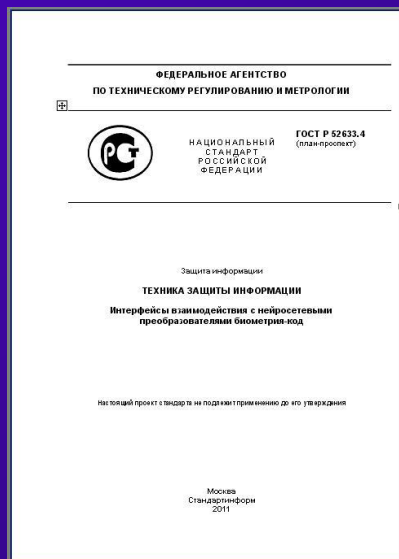 ФЕДЕРАЛЬНОЕ АГЕНТСТВО
ПО ТЕХНИЧЕСКОМУ РЕГУЛИРОВАНИЮ И МЕТРОЛОГИИ
НАЦИОНАЛЬНЫЙ
СТАНДАРТ
РОССИЙСКОЙ
ФЕДЕРАЦИИ
ГОСТ Р 52633.4
(план-проспект)
Защита информации
ТЕХНИКА ЗАЩИТЫ ИНФОРМАЦИИ
Интерфейсы взаимодействия с нейросетевыми
преобразователями биометрия-код
Настоящий проект стандарта не подлежит применению до его утверждения
Москва
Стандартинформ
2011